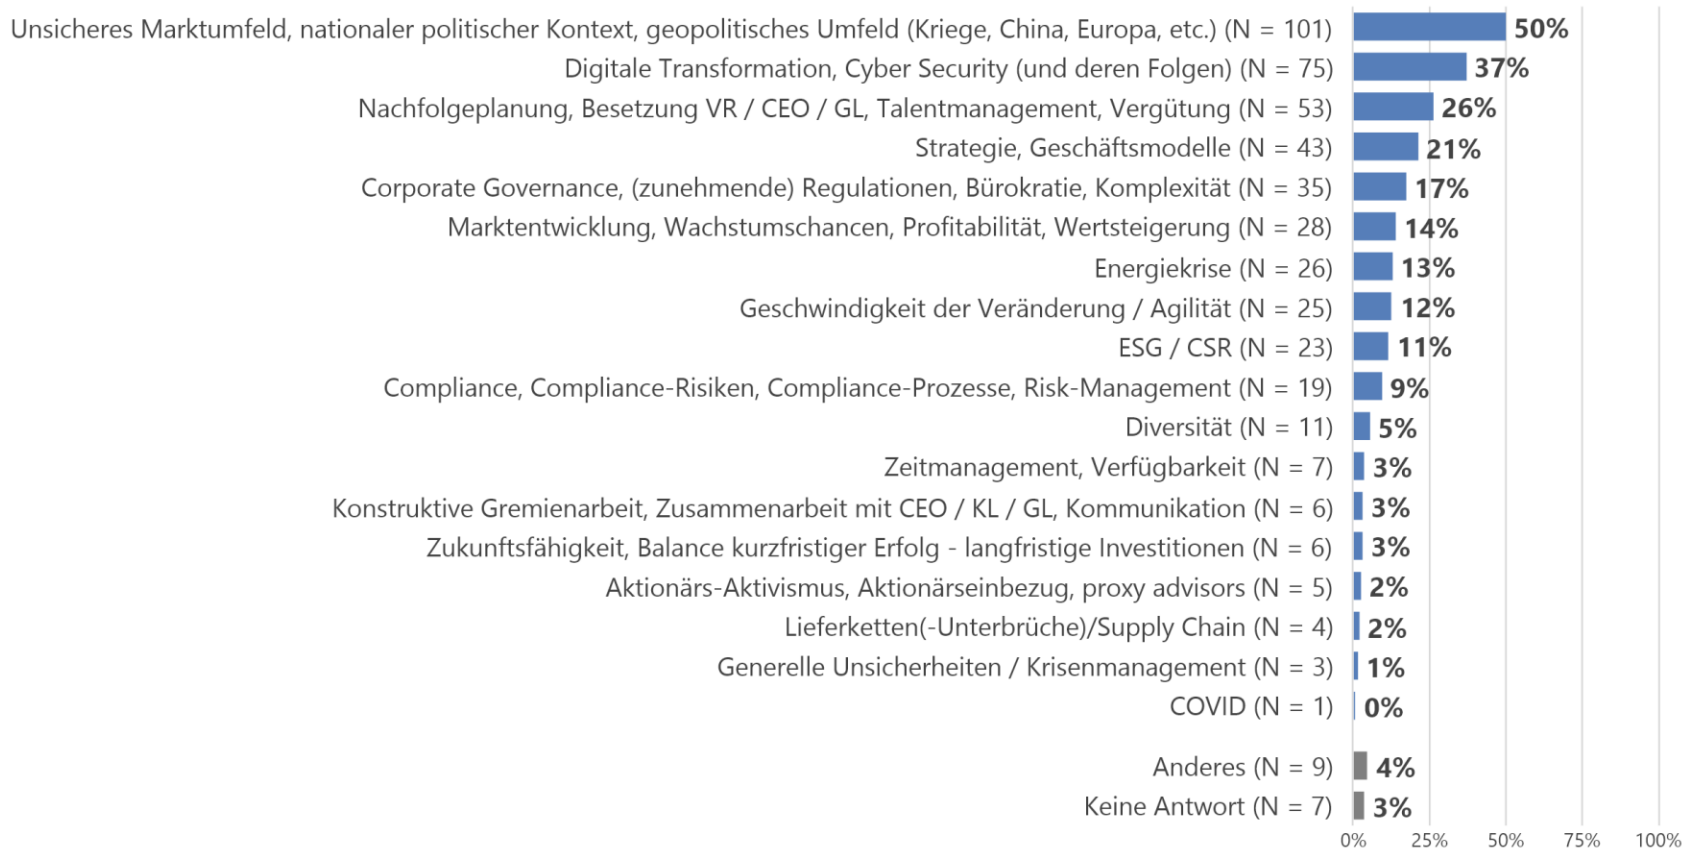 Unsicheres Marktumfeld, nationaler politischer Kontext, geopolitisches Umfeld (Kriege, China, Europa, etc.) (N = 101) 50%
Digitale Transformation, Cyber Security (und deren Folgen) (N = 75) 37%
Nachfolgeplanung, Besetzung VR / CEO / GL, Talentmanagement, Vergütung (N = 53) 26%
Strategie, Geschäftsmodelle (N = 43) 21%
Corporate Governance, (zunehmende) Regulationen, Bürokratie, Komplexität (N = 35) 17%
Marktentwicklung, Wachstumschancen, Profitabilität, Wertsteigerung (N = 28) 14%
Energiekrise (N = 26) 13%
Geschwindigkeit der Veränderung / Agilität (N = 25) 12%
ESG / CSR (N = 23) 11%
Compliance, Compliance-Risiken, Compliance-Prozesse, Risk-Management (N = 19) 9%
Diversität (N = 11) 5%
Zeitmanagement, Verfügbarkeit (N = 7) 3%
Konstruktive Gremienarbeit, Zusammenarbeit mit CEO / KL / GL, Kommunikation (N = 6) 3%
Zukunftsfähigkeit, Balance kurzfristiger Erfolg - langfristige Investitionen (N = 6) 3%
Aktionärs-Aktivismus, Aktionärseinbezug, proxy advisors (N = 5) 2%
Lieferketten(-Unterbrüche)/Supply Chain (N = 4) 2%
Generelle Unsicherheiten / Krisenmanagement (N = 3) 1%
COVID (N = 1) 0%
Anderes (N = 9) 4%
Keine Antwort (N = 7) 3%
0% 25% 50% 75% 100%